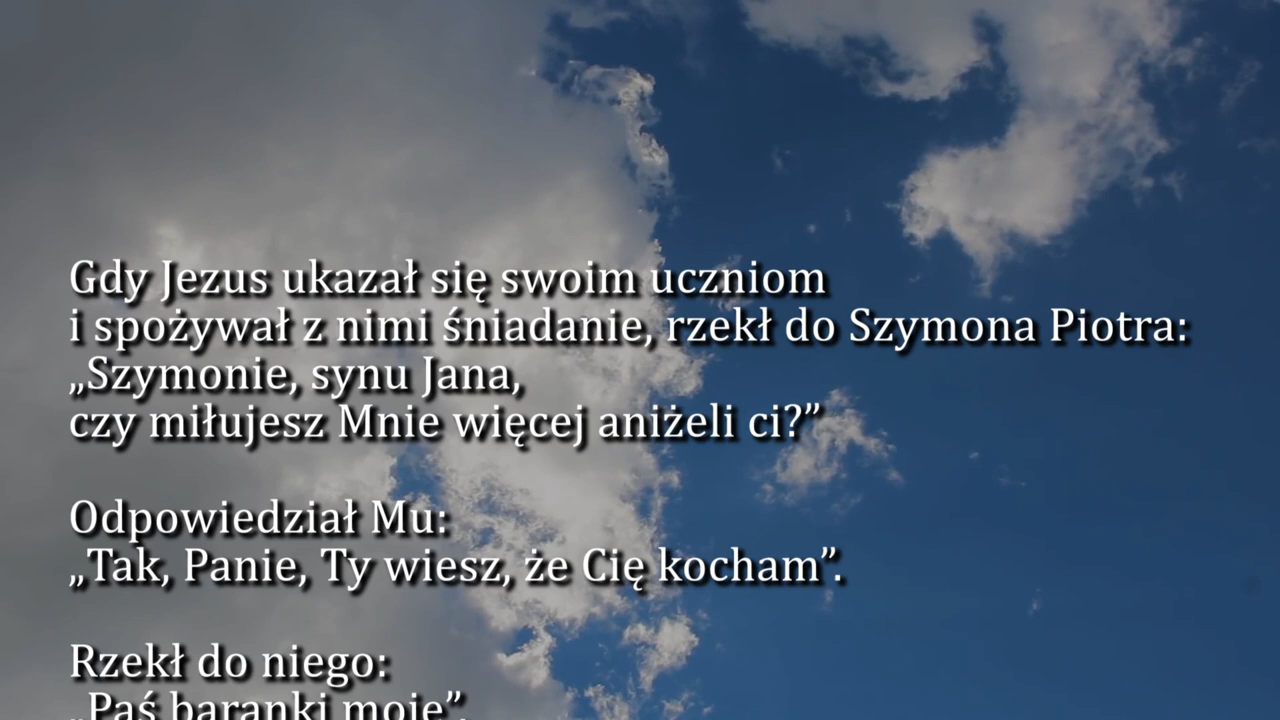 Gdy Jezus ukazał się swoim uczniom
i spożywał z nimi śniadanie, rzekł do Szymona Piotra:
„Szymonie, synu Jana,
czy miłujesz Mnie więcej aniżeli ci?”
Odpowiedział Mu:
„Tak, Panie, Ty wiesz, że Cię kocham”.
Rzekł do niego:
„Paś baranki moje”.